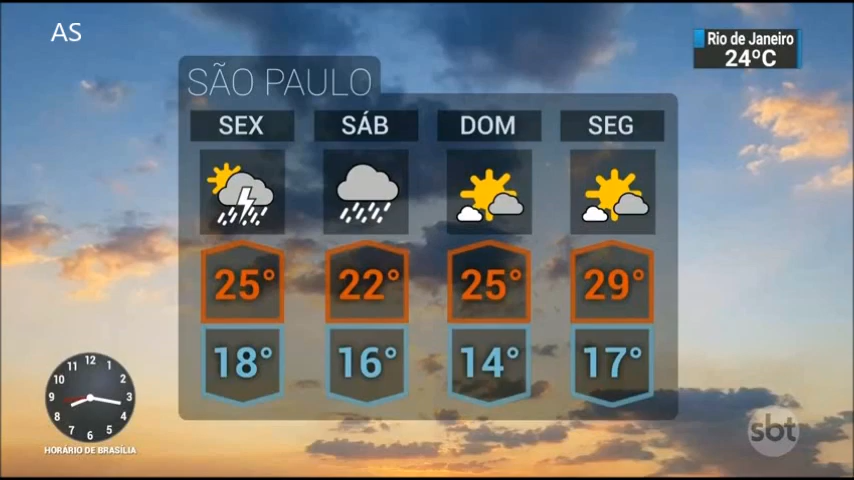 AS
Rio de Janeiro
24ºC
SÃO PAULO
SEX SÁB DOM SEG
25° 22° 25° 29°
18° 16° 14° 17°
12
11 1
10 2
9 3
8 4
7 5
6
HORÁRIO DE BRASÍLIA
sbt